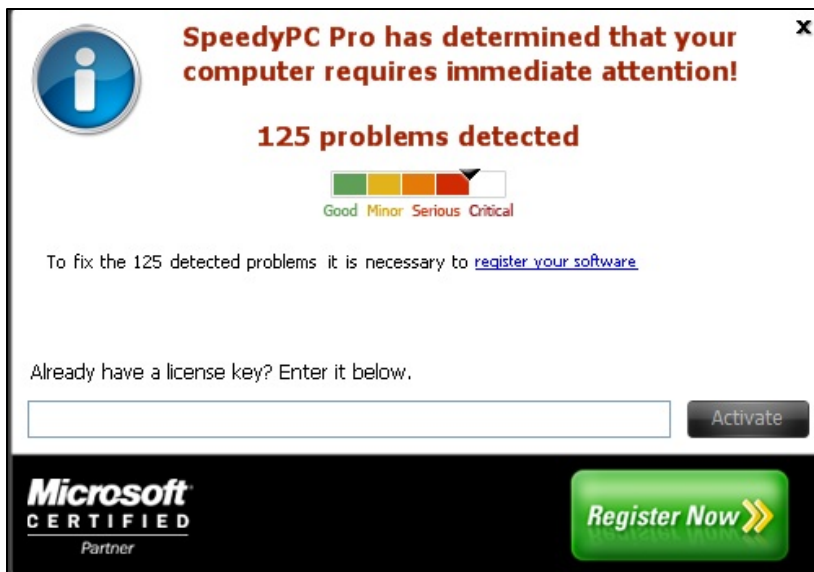 SpeedyPC Pro has determined that your
computer requires immediate attention!
x
125 problems detected
Good Minor Serious Critical
To fix the 125 detected problems it is necessary to register your software
Already have a license key? Enter it below.
Activate
Microsoft
CERTIFIED
Partner
Register Now